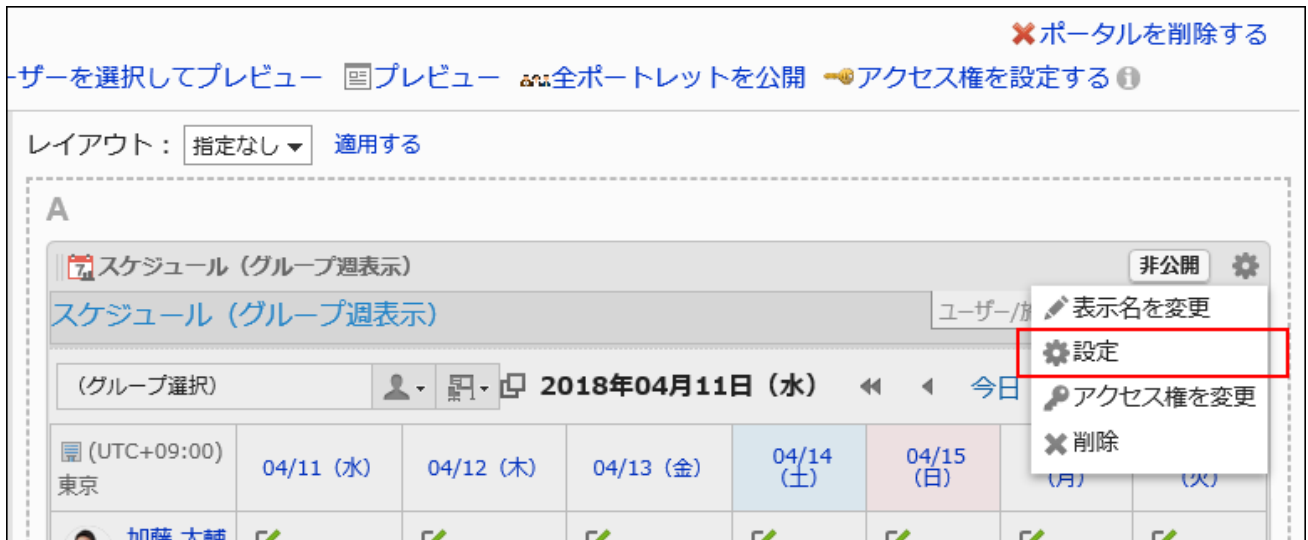 ポータルを削除する
ーザーを選択してプレビュー プレビュー 全ポートレットを公開 アクセス権を設定する
レイアウト： 指定なし 適用する
A
スケジュール（グループ週表示） 非公開
スケジュール（グループ週表示） ユーザー/施
表示名を変更
設定
アクセス権を変更
削除
（グループ選択） 2018年04月11日（水） 今日
(UTC+09:00)
東京
04/11（水） 04/12（木） 04/13（金） 04/14
（土） 04/15
（日） （月） （火）
加藤 大輔